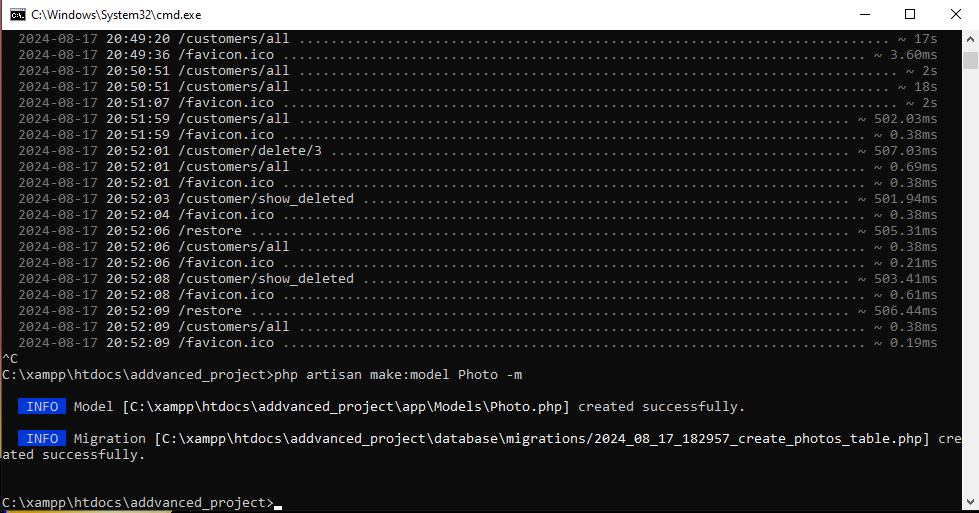 C:\Windows\System32\cmd.exe
2024-08-17 20:49:20 /customers/all .......................................................................... ~ 17s
2024-08-17 20:49:36 /favicon.ico ......................................................................... ~ 3.60ms
2024-08-17 20:50:51 /customers/all ........................................................................... ~ 2s
2024-08-17 20:50:51 /customers/all .......................................................................... ~ 18s
2024-08-17 20:51:07 /favicon.ico ............................................................................. ~ 2s
2024-08-17 20:51:59 /customers/all ..................................................................... ~ 502.03ms
2024-08-17 20:51:59 /favicon.ico ......................................................................... ~ 0.38ms
2024-08-17 20:52:01 /customer/delete/3 ................................................................. ~ 507.03ms
2024-08-17 20:52:01 /customers/all ....................................................................... ~ 0.69ms
2024-08-17 20:52:01 /favicon.ico ......................................................................... ~ 0.38ms
2024-08-17 20:52:03 /customer/show_deleted ............................................................. ~ 501.94ms
2024-08-17 20:52:04 /favicon.ico ......................................................................... ~ 0.38ms
2024-08-17 20:52:06 /restore ........................................................................... ~ 505.31ms
2024-08-17 20:52:06 /customers/all ....................................................................... ~ 0.38ms
2024-08-17 20:52:06 /favicon.ico ......................................................................... ~ 0.21ms
2024-08-17 20:52:08 /customer/show_deleted ............................................................. ~ 503.41ms
2024-08-17 20:52:08 /favicon.ico ......................................................................... ~ 0.61ms
2024-08-17 20:52:09 /restore ........................................................................... ~ 506.44ms
2024-08-17 20:52:09 /customers/all ....................................................................... ~ 0.38ms
2024-08-17 20:52:09 /favicon.ico ......................................................................... ~ 0.19ms
^C
C:\xampp\htdocs\addvanced_project>php artisan make:model Photo -m
INFO Model [C:\xampp\htdocs\addvanced_project\app\Models\Photo.php] created successfully.
INFO Migration [C:\xampp\htdocs\addvanced_project\database\migrations/2024_08_17_182957_create_photos_table.php] cre
ated successfully.
C:\xampp\htdocs\addvanced_project>